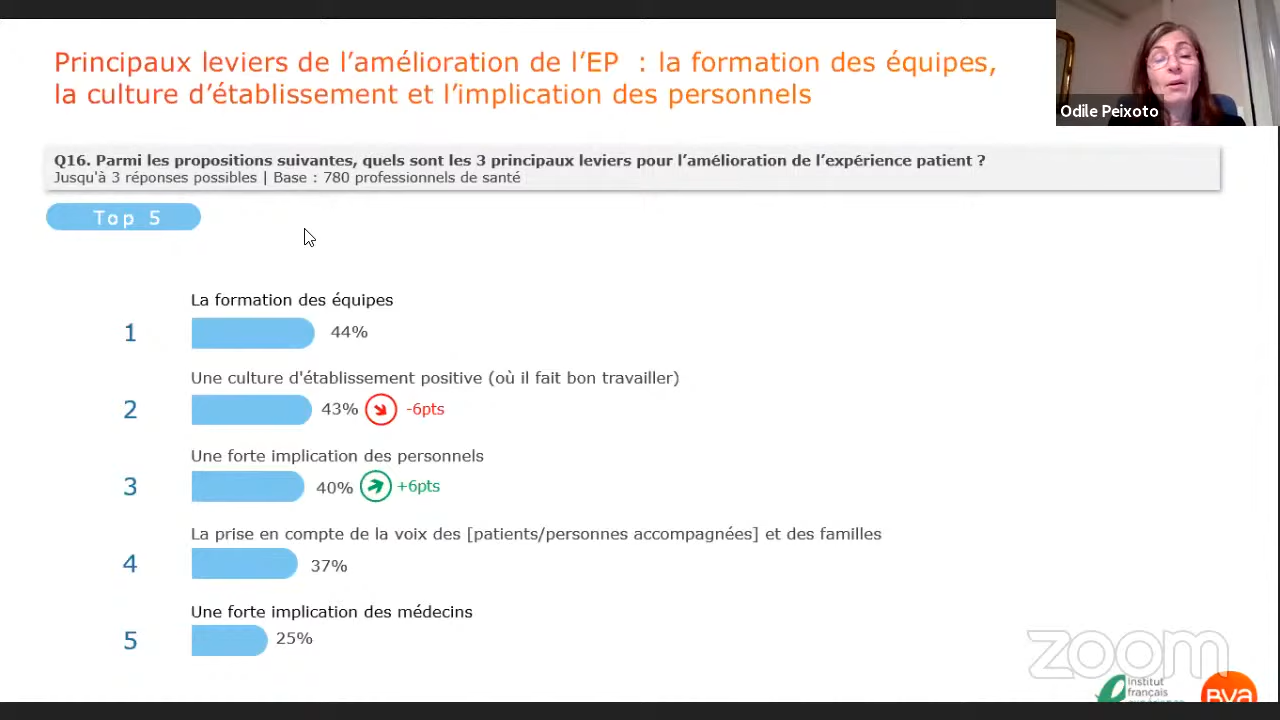 Principaux leviers de l'amélioration de l'EP : la formation des équipes,
la culture d'établissement et l'implication des personnels
Odile Peixoto
Q16. Parmi les propositions suivantes, quels sont les 3 principaux leviers pour l'amélioration de l'expérience patient ?
Jusqu'à 3 réponses possibles | Base : 780 professionnels de santé
Top 5
La formation des équipes
1 44%
Une culture d'établissement positive (où il fait bon travailler)
2 43% -6pts
Une forte implication des personnels
3 40% +6pts
La prise en compte de la voix des [patients/personnes accompagnées] et des familles
4 37%
Une forte implication des médecins
5 25%
zoom
Institut
français
BVA